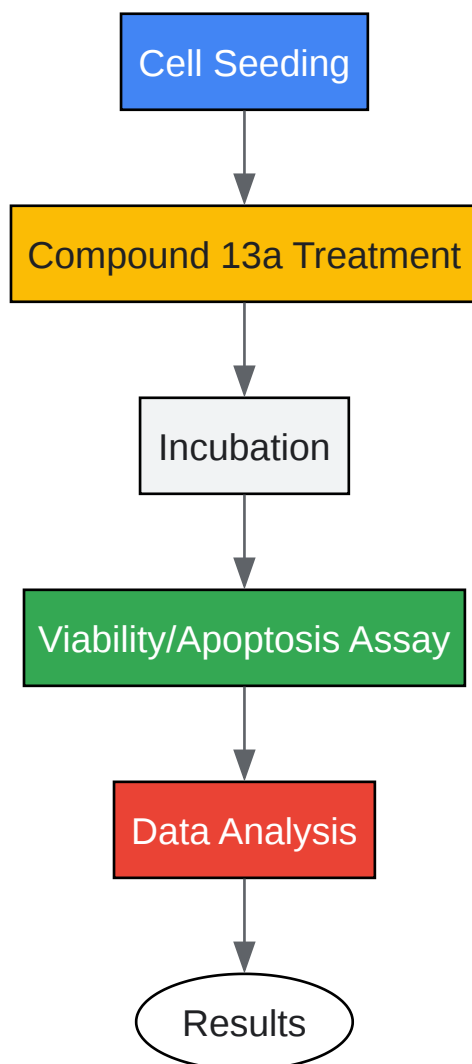 Cell Seeding
Compound 13a Treatment
Incubation
Viability/Apoptosis Assay
Data Analysis
Results